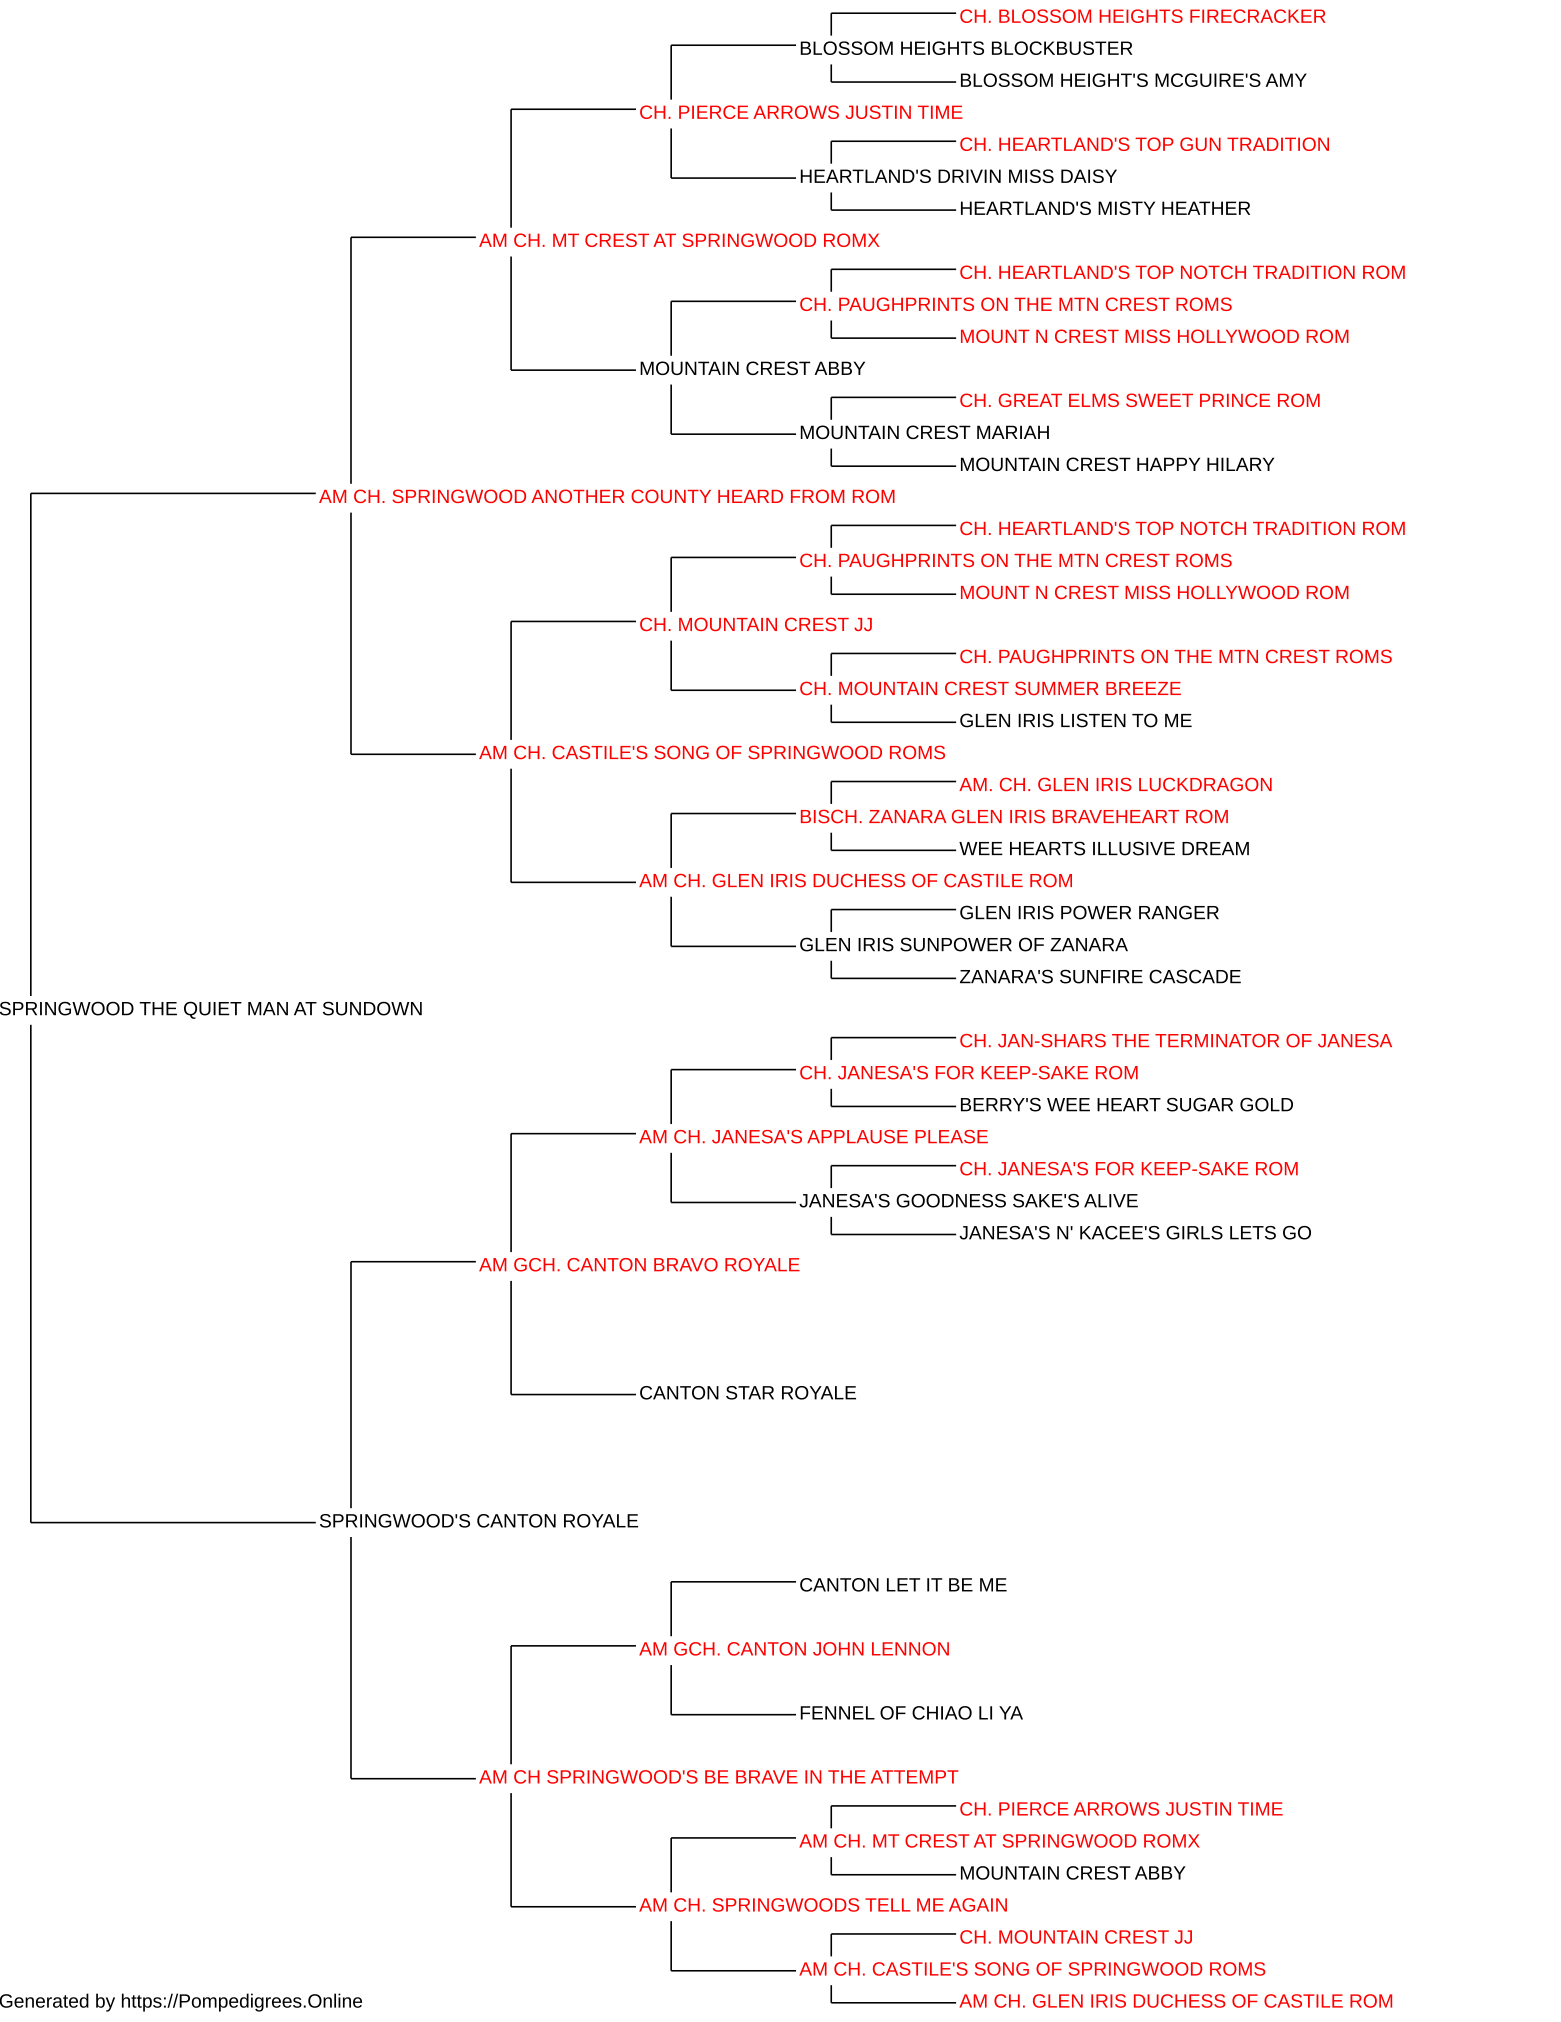 CH. BLOSSOM HEIGHTS FIRECRACKER
BLOSSOM HEIGHTS BLOCKBUSTER
BLOSSOM HEIGHT'S MCGUIRE'S AMY
CH. PIERCE ARROWS JUSTIN TIME
CH. HEARTLAND'S TOP GUN TRADITION
HEARTLAND'S DRIVIN MISS DAISY
HEARTLAND'S MISTY HEATHER
AM CH. MT CREST AT SPRINGWOOD ROMX
CH. HEARTLAND'S TOP NOTCH TRADITION ROM
CH. PAUGHPRINTS ON THE MTN CREST ROMS
MOUNT N CREST MISS HOLLYWOOD ROM
MOUNTAIN CREST ABBY
CH. GREAT ELMS SWEET PRINCE ROM
MOUNTAIN CREST MARIAH
MOUNTAIN CREST HAPPY HILARY
AM CH. SPRINGWOOD ANOTHER COUNTY HEARD FROM ROM
CH. HEARTLAND'S TOP NOTCH TRADITION ROM
CH. PAUGHPRINTS ON THE MTN CREST ROMS
MOUNT N CREST MISS HOLLYWOOD ROM
CH. MOUNTAIN CREST JJ
CH. PAUGHPRINTS ON THE MTN CREST ROMS
CH. MOUNTAIN CREST SUMMER BREEZE
GLEN IRIS LISTEN TO ME
AM CH. CASTILE'S SONG OF SPRINGWOOD ROMS
AM. CH. GLEN IRIS LUCKDRAGON
BISCH. ZANARA GLEN IRIS BRAVEHEART ROM
WEE HEARTS ILLUSIVE DREAM
AM CH. GLEN IRIS DUCHESS OF CASTILE ROM
GLEN IRIS POWER RANGER
GLEN IRIS SUNPOWER OF ZANARA
ZANARA'S SUNFIRE CASCADE
SPRINGWOOD THE QUIET MAN AT SUNDOWN
CH. JAN-SHARS THE TERMINATOR OF JANESA
CH. JANESA'S FOR KEEP-SAKE ROM
BERRY'S WEE HEART SUGAR GOLD
AM CH. JANESA'S APPLAUSE PLEASE
CH. JANESA'S FOR KEEP-SAKE ROM
JANESA'S GOODNESS SAKE'S ALIVE
JANESA'S N' KACEE'S GIRLS LETS GO
AM GCH. CANTON BRAVO ROYALE
CANTON STAR ROYALE
SPRINGWOOD'S CANTON ROYALE
CANTON LET IT BE ME
AM GCH. CANTON JOHN LENNON
FENNEL OF CHIAO LI YA
AM CH SPRINGWOOD'S BE BRAVE IN THE ATTEMPT
CH. PIERCE ARROWS JUSTIN TIME
AM CH. MT CREST AT SPRINGWOOD ROMX
MOUNTAIN CREST ABBY
AM CH. SPRINGWOODS TELL ME AGAIN
CH. MOUNTAIN CREST JJ
AM CH. CASTILE'S SONG OF SPRINGWOOD ROMS
AM CH. GLEN IRIS DUCHESS OF CASTILE ROM
Generated by https://Pompedigrees.Online